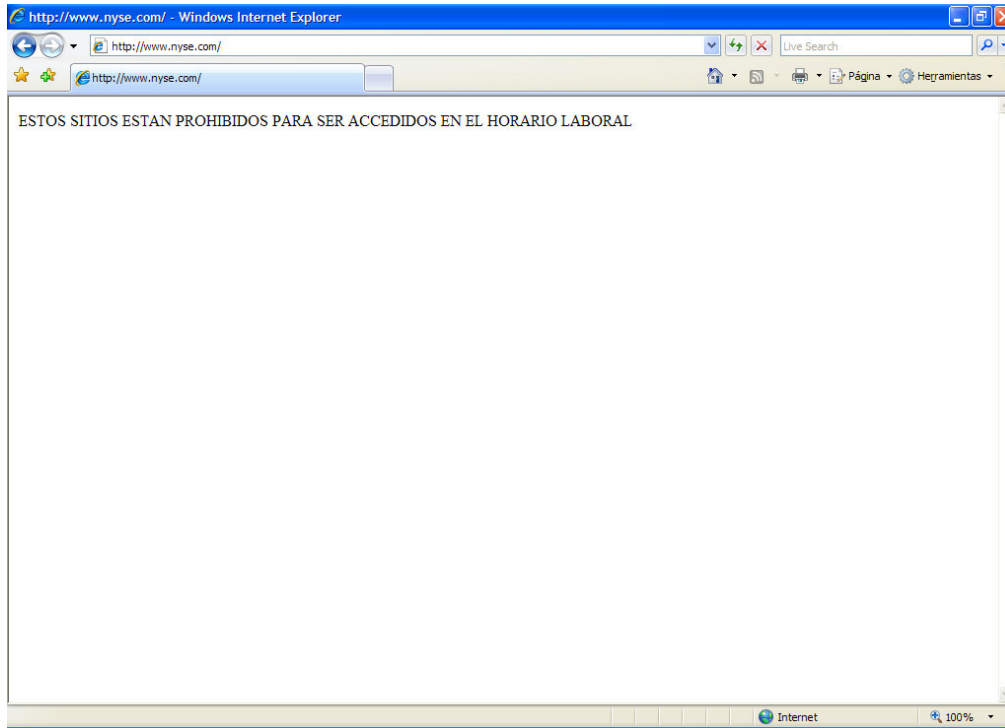 http://www.nyse.com/ - Windows Internet Explorer
http://www.nyse.com/ Live Search
http://www.nyse.com/ Página Herramientas
ESTOS SITIOS ESTAN PROHIBIDOS PARA SER ACCEDIDOS EN EL HORARIO LABORAL
Internet 100%